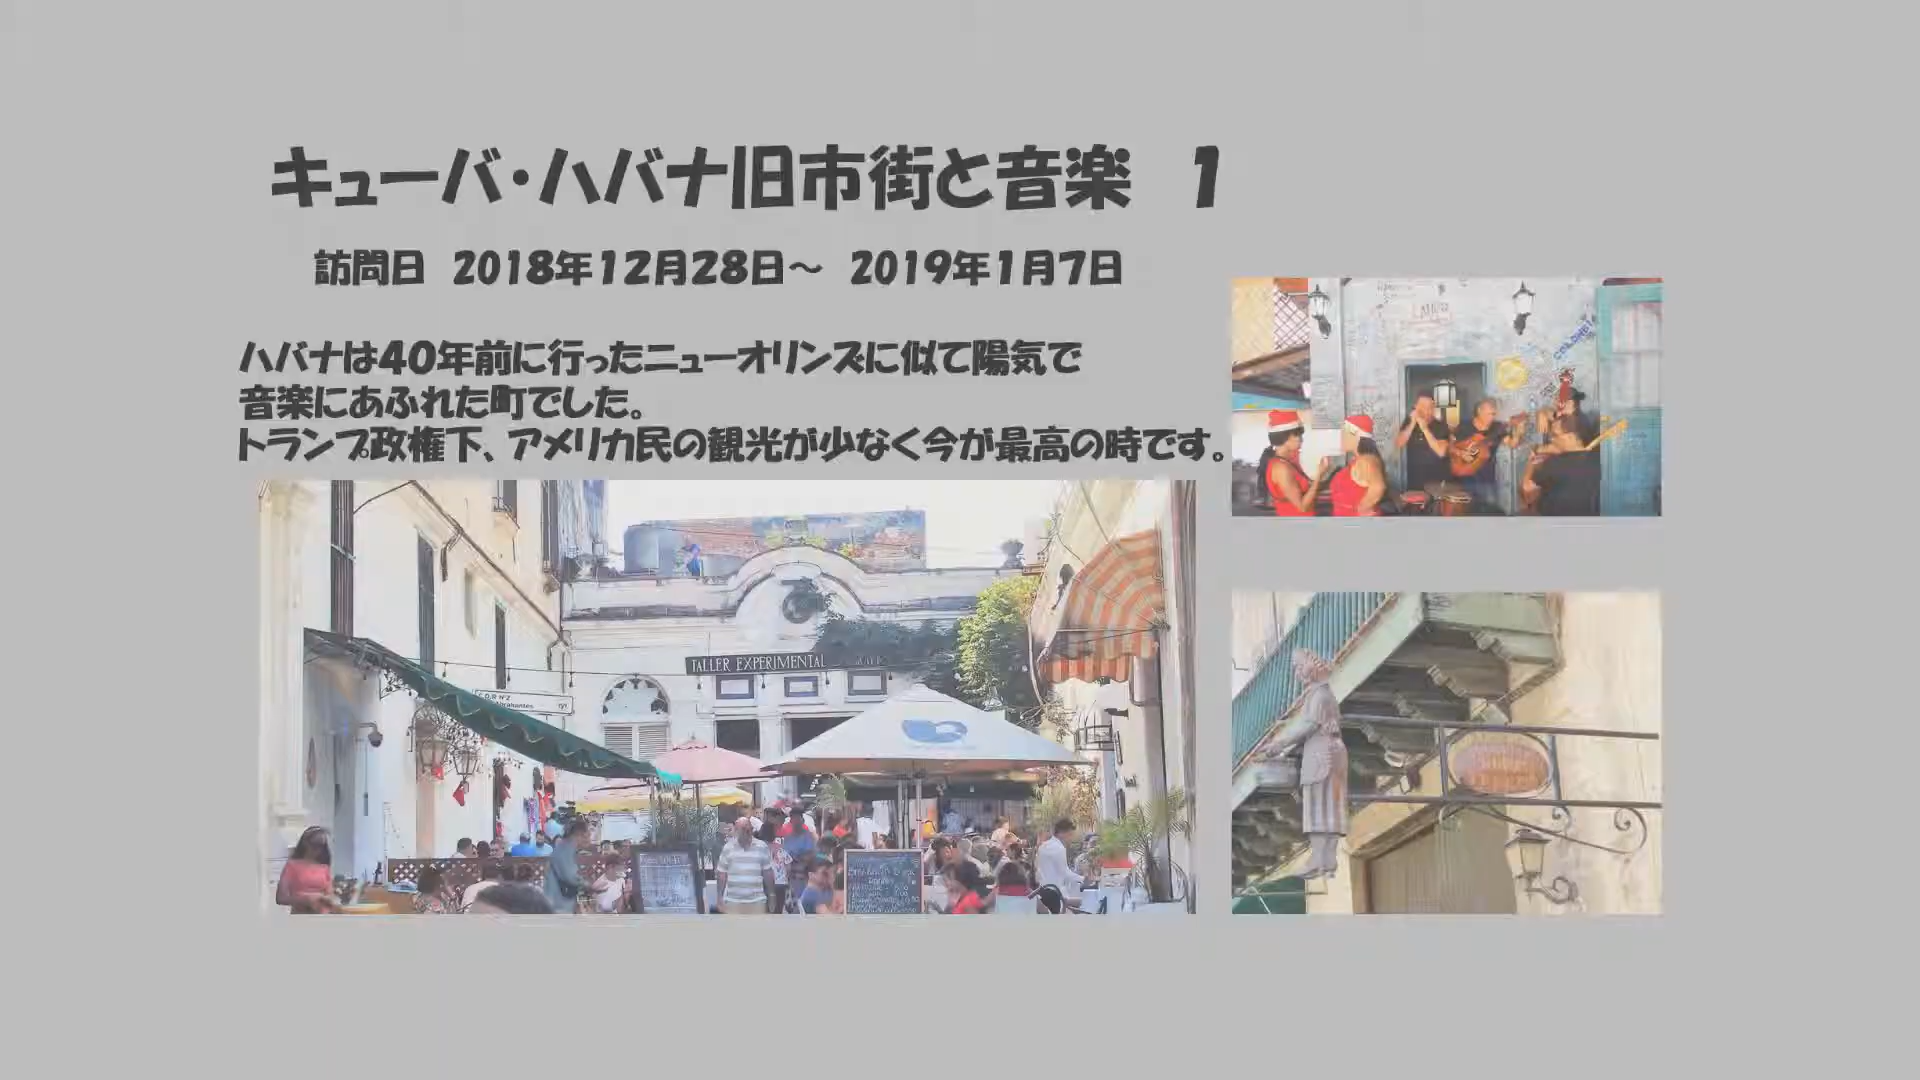 キューバ・ハバナ旧市街と音楽 1
訪問日 2018年12月28日～ 2019年1月7日
ハバナは40年前に行ったニューオリンズに似て陽気で
音楽にあふれた町でした。
トランプ政権下、アメリカ民の観光が少なく今が最高の時です。
TALLER EXPERIMENTAL